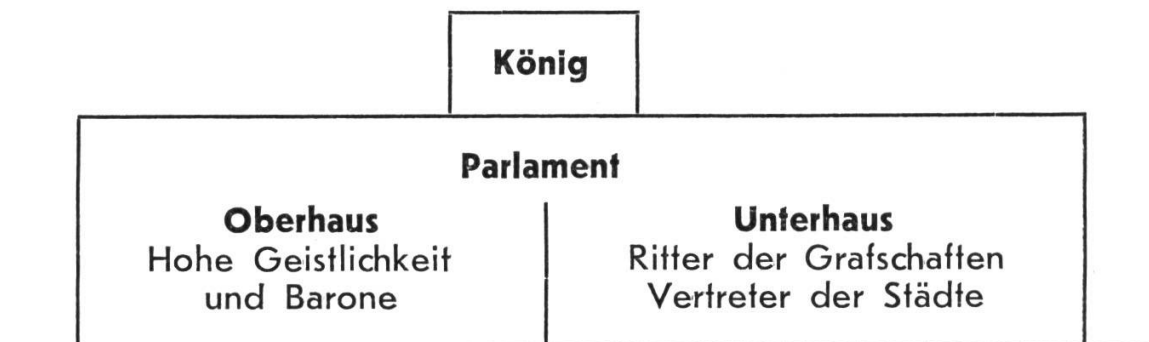 König
Parlament
Oberhaus
Hohe Geistlichkeit
und Barone
Unterhaus
Ritter der Grafschaften
Vertreter der Städte